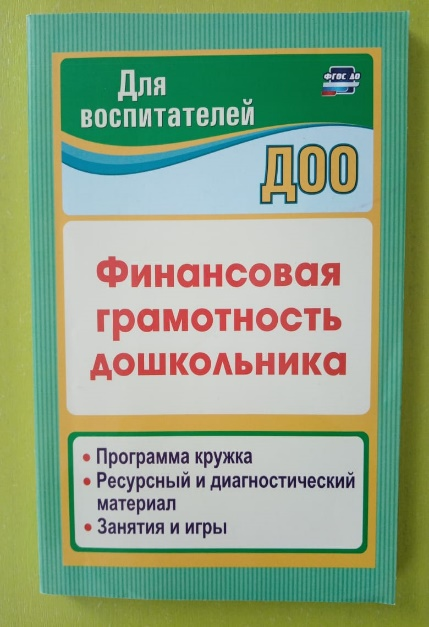 Для
воспитателей
ФГОС ДО
ДОО
Финансовая
грамотность
дошкольника
• Программа кружка
• Ресурсный и диагностический
материал
• Занятия и игры